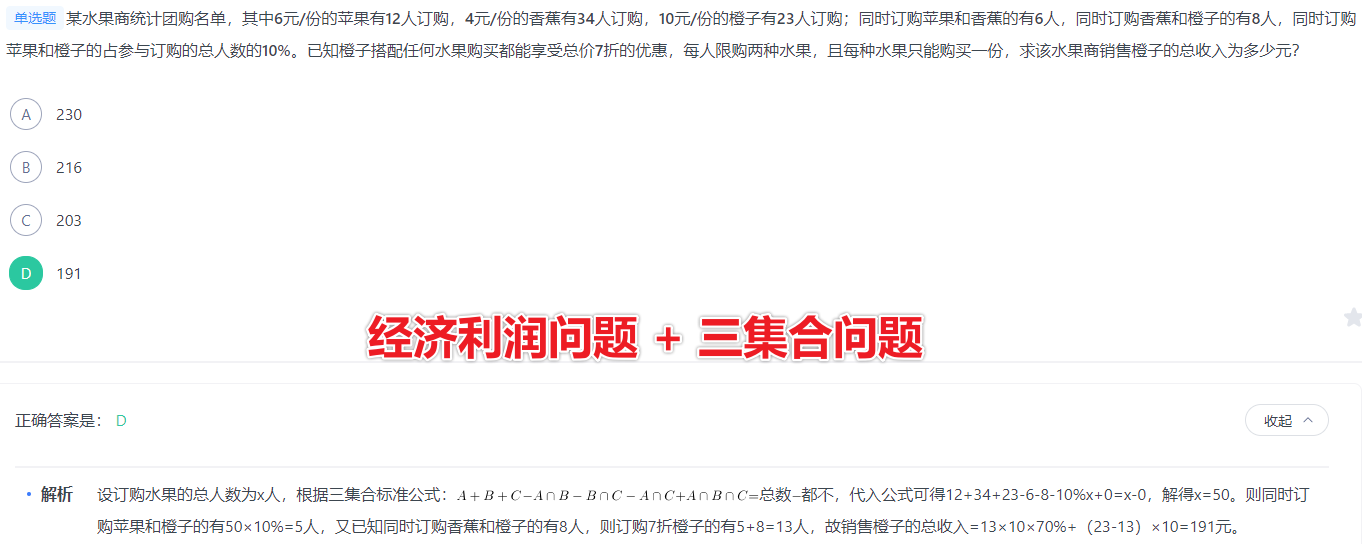 单选题 某水果商统计团购名单，其中6元/份的苹果有12人订购，4元/份的香蕉有34人订购，10元/份的橙子有23人订购；同时订购苹果和香蕉的有6人，同时订购香蕉和橙子的有8人，同时订购
苹果和橙子的占参与订购的总人数的10%。已知橙子搭配任何水果购买都能享受总价7折的优惠，每人限购两种水果，且每种水果只能购买一份，求该水果商销售橙子的总收入为多少元？
A 230
B 216
C 203
D 191
经济利润问题 + 三集合问题
正确答案是： D
收起
• 解析 设订购水果的总人数为x人，根据三集合标准公式：A+B+C−A∩B−B∩C−A∩C+A∩B∩C=总数−都不，代入公式可得12+34+23-6-8-10%x+0=x-0，解得x=50。则同时订
购苹果和橙子的有50×10%=5人，又已知同时订购香蕉和橙子的有8人，则订购7折橙子的有5+8=13人，故销售橙子的总收入=13×10×70%+（23-13）×10=191元。